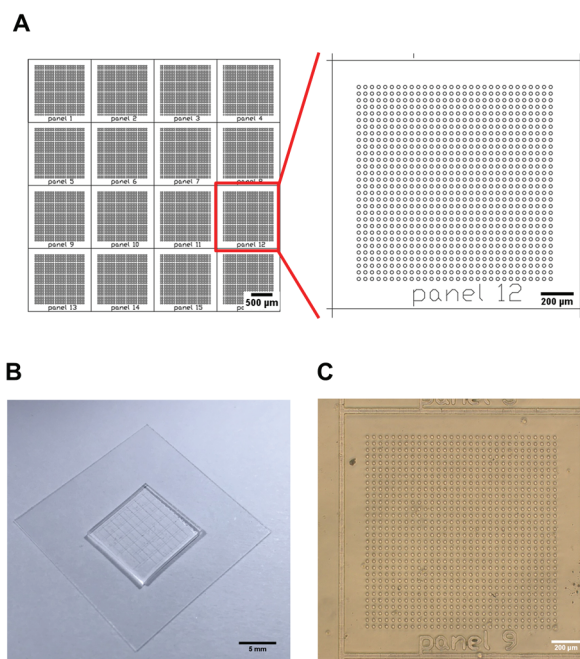 A
panel 1
panel 2
panel 3
panel 4
panel 5
panel 6
panel 7
panel 9
panel 10
panel 11
panel 12
panel 13
panel 14
panel 15
500 µm
panel 12
200 µm
B
C
5 mm
panel 9
200 µm